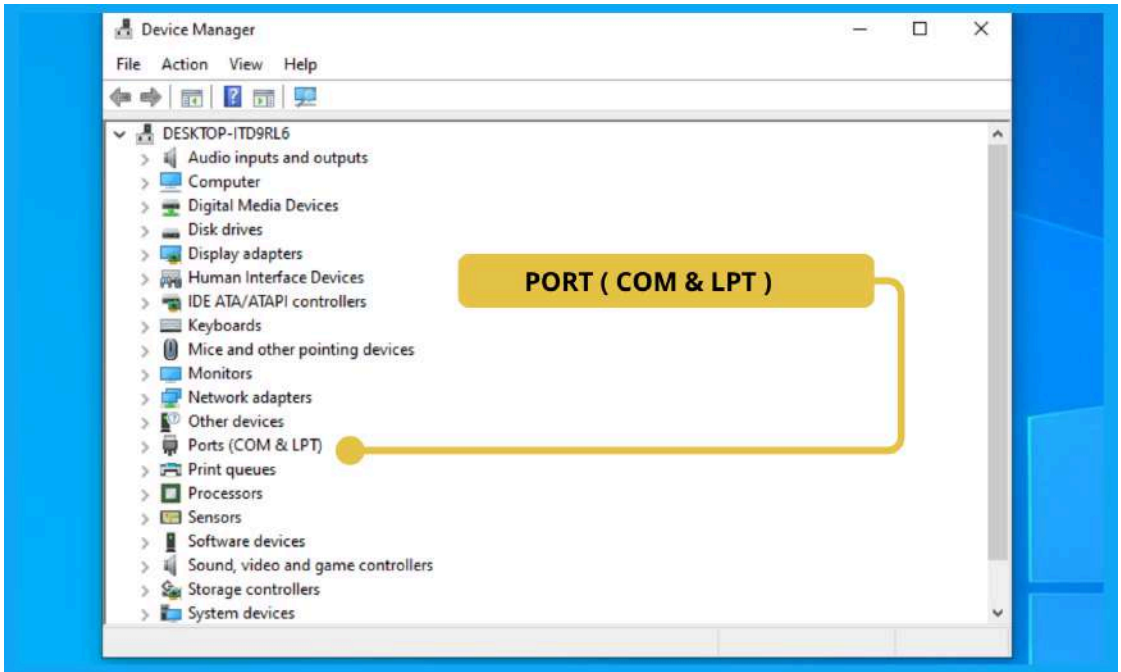 Device Manager
File Action View Help
DESKTOP-ITD9RL6
Audio inputs and outputs
Computer
Digital Media Devices
Disk drives
Display adapters
Human Interface Devices
PORT ( COM & LPT )
IDE ATA/ATAPI controllers
Keyboards
Mice and other pointing devices
Monitors
Network adapters
Other devices
Ports (COM & LPT)
Print queues
Processors
Sensors
Software devices
Sound, video and game controllers
Storage controllers
System devices